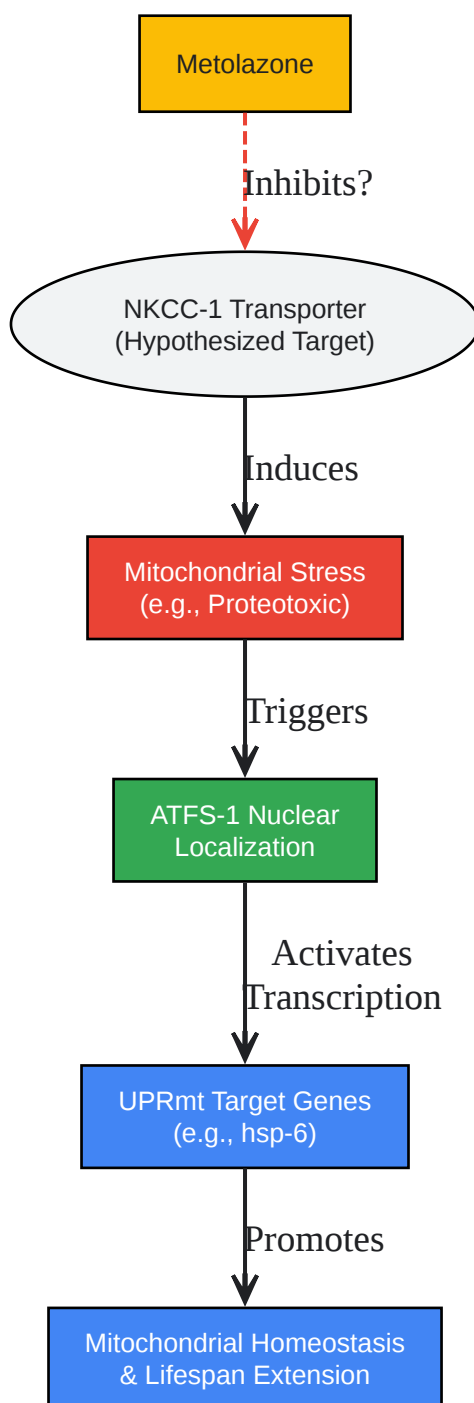 Metolazone
Inhibits?
NKCC-1 Transporter
(Hypothesized Target)
Induces
Mitochondrial Stress
(e.g., Proteotoxic)
Triggers
ATFS-1 Nuclear
Localization
Activates
Transcription
UPRmt Target Genes
(e.g., hsp-6)
Promotes
Mitochondrial Homeostasis
& Lifespan Extension